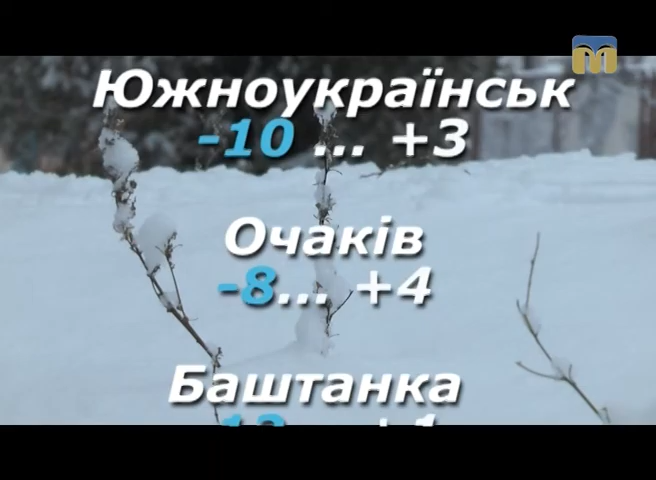 Южноукраїнськ
-10 ... +3
Очаків
-8... +4
Баштанка